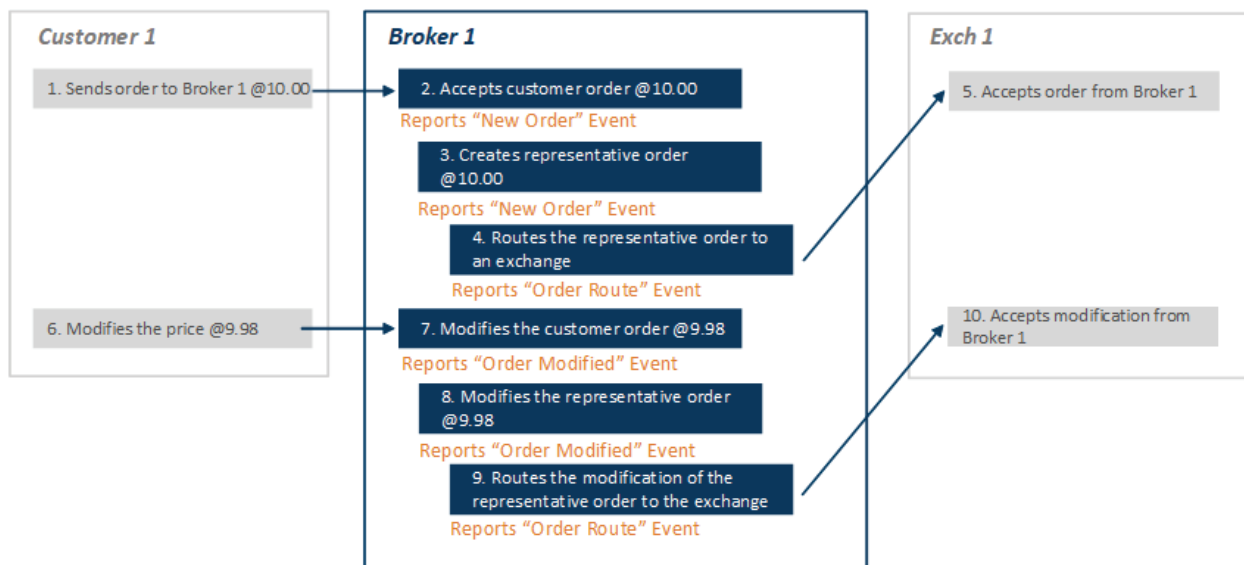 Customer 1
1. Sends order to Broker 1 @10.00
6. Modifies the price @9.98
Broker 1
2. Accepts customer order @10.00
Reports “New Order” Event
3. Creates representative order
@10.00
Reports “New Order” Event
4. Routes the representative order to
an exchange
Reports “Order Route” Event
7. Modifies the customer order @9.98
Reports “Order Modified” Event
8. Modifies the representative order
@9.98
Reports “Order Modified” Event
9. Routes the modification of the
representative order to the exchange
Reports “Order Route” Event
Exch 1
5. Accepts order from Broker 1
10. Accepts modification from
Broker 1